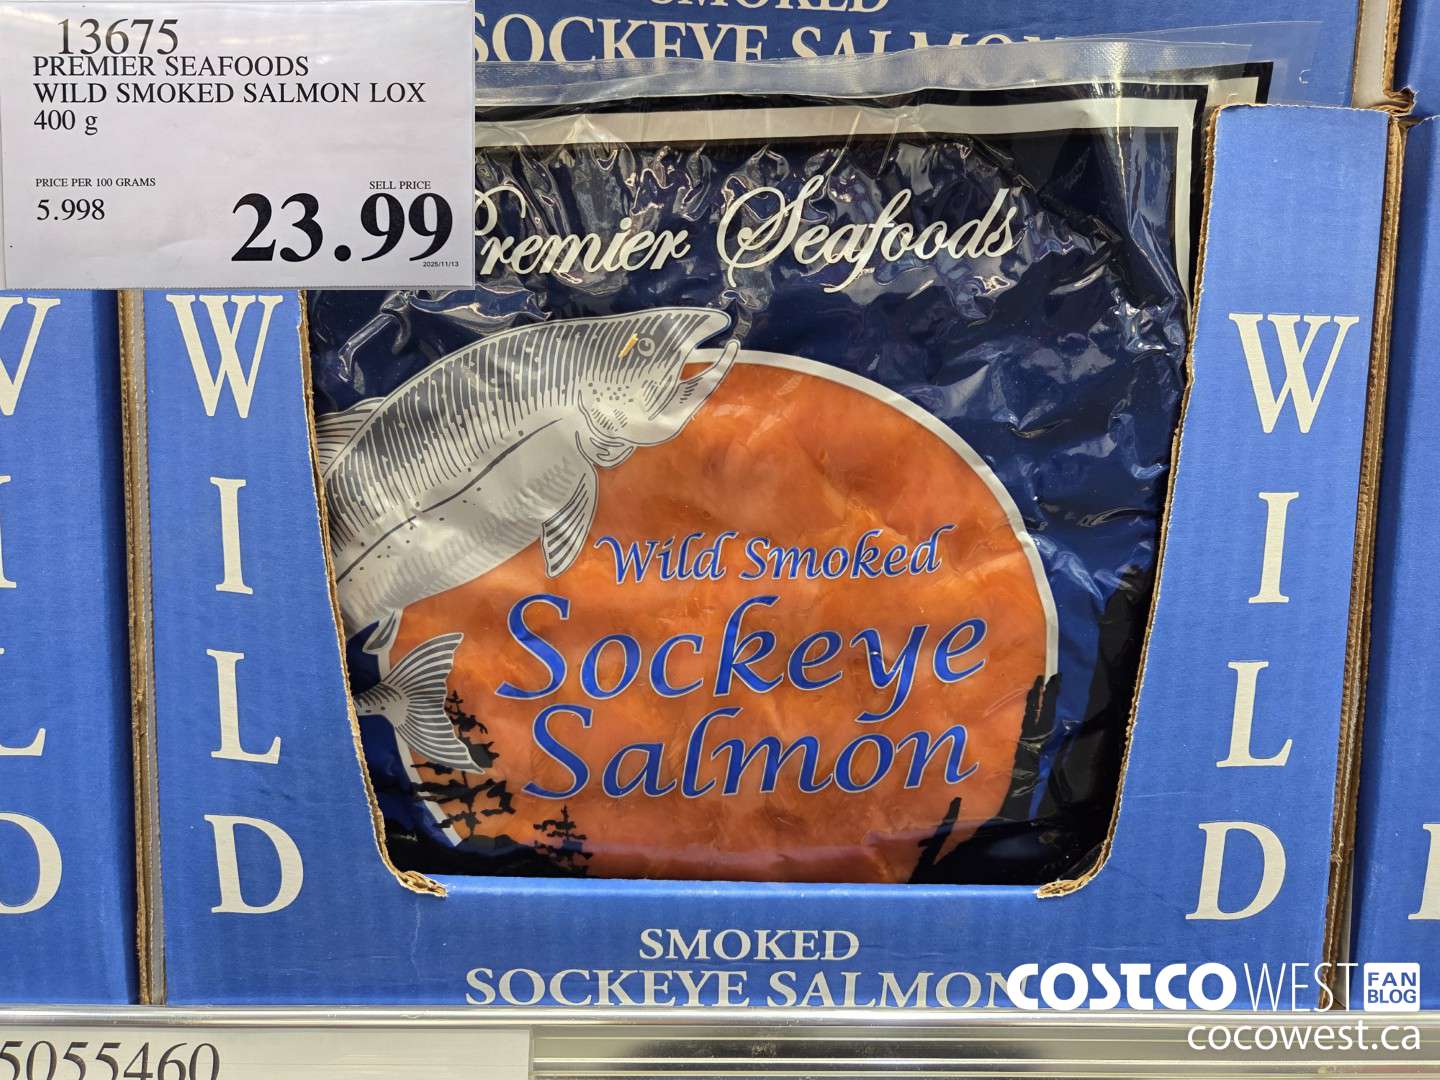 SMOKED
SOCKEYE SALMON
13675
PREMIER SEAFOODS
WILD SMOKED SALMON LOX
400 g
PRICE PER 100 GRAMS
5.998
SELL PRICE
23.99
2025/11/13
Premier Seafoods
Wild Smoked
Sockeye
Salmon
W
I
L
D
W
I
L
D
W
I
L
D
SMOKED
SOCKEYE SALMON
COSTCO WEST FAN BLOG
cocowest.ca
5055460